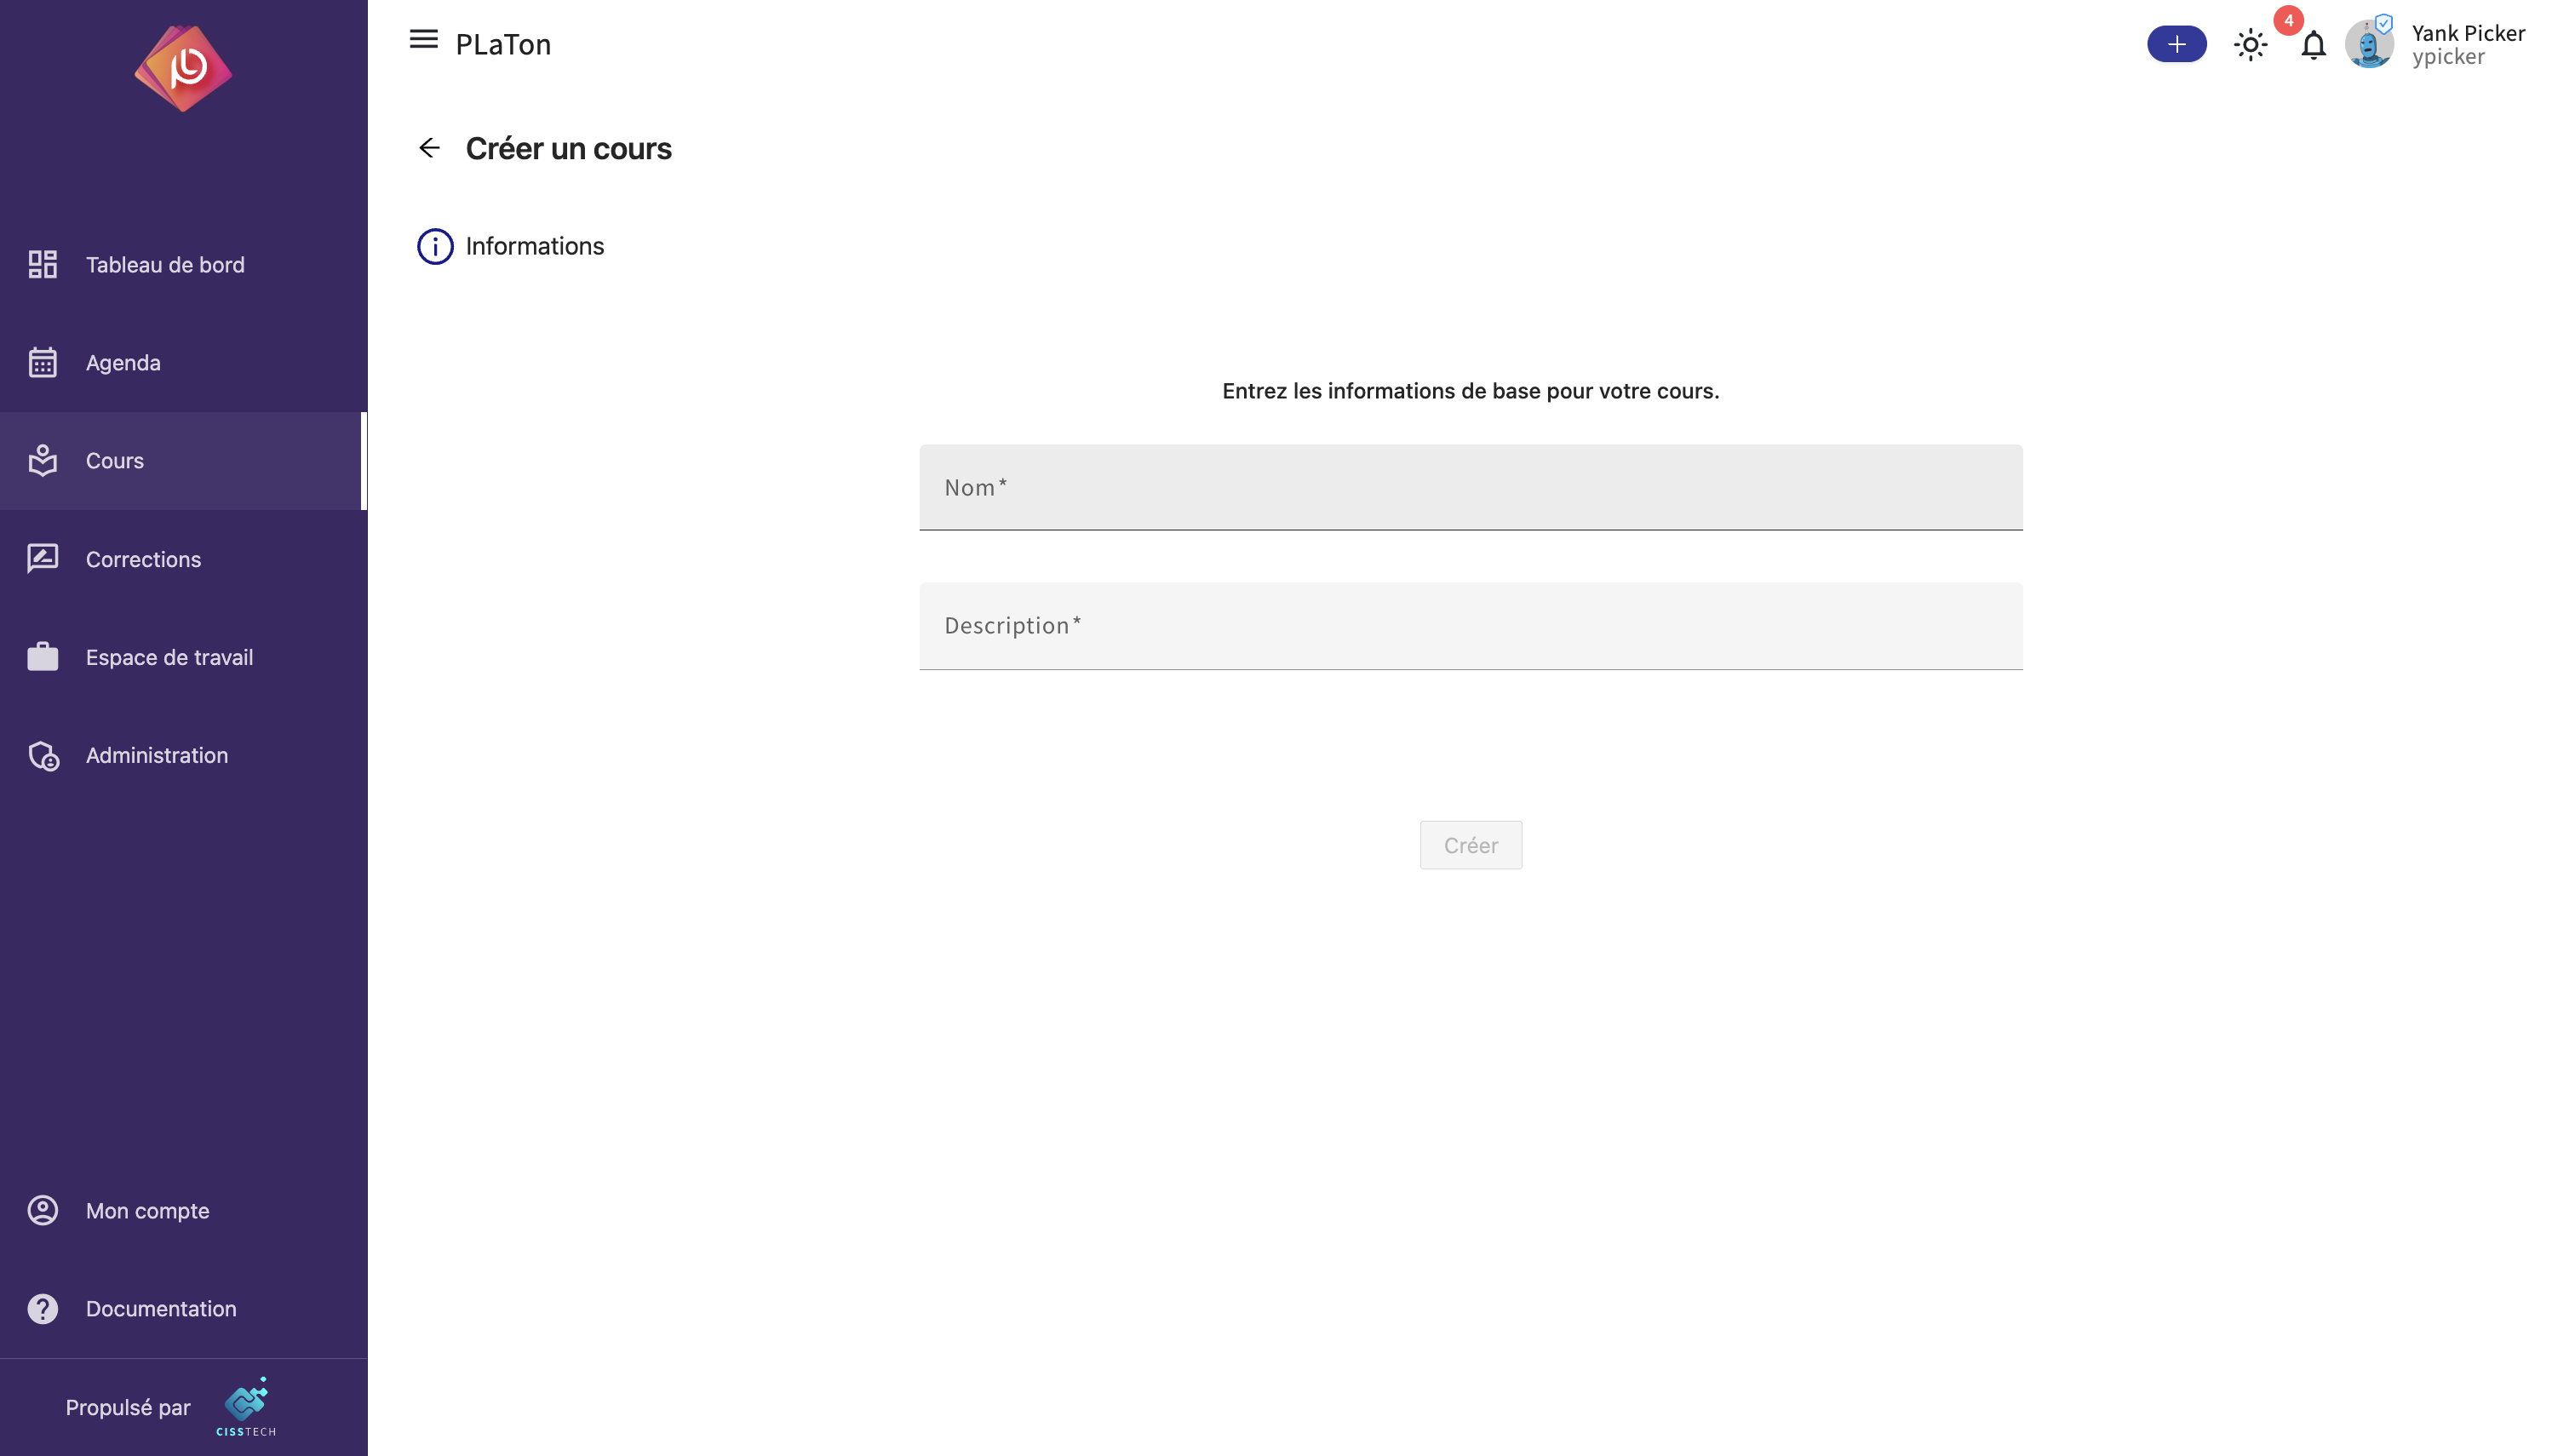 PLaTon
4
Yank Picker
ypicker
Créer un cours
Informations
Tableau de bord
Agenda
Cours
Corrections
Espace de travail
Administration
Entrez les informations de base pour votre cours.
Nom*
Description*
Créer
Mon compte
Documentation
Propulsé par
CISSTECH